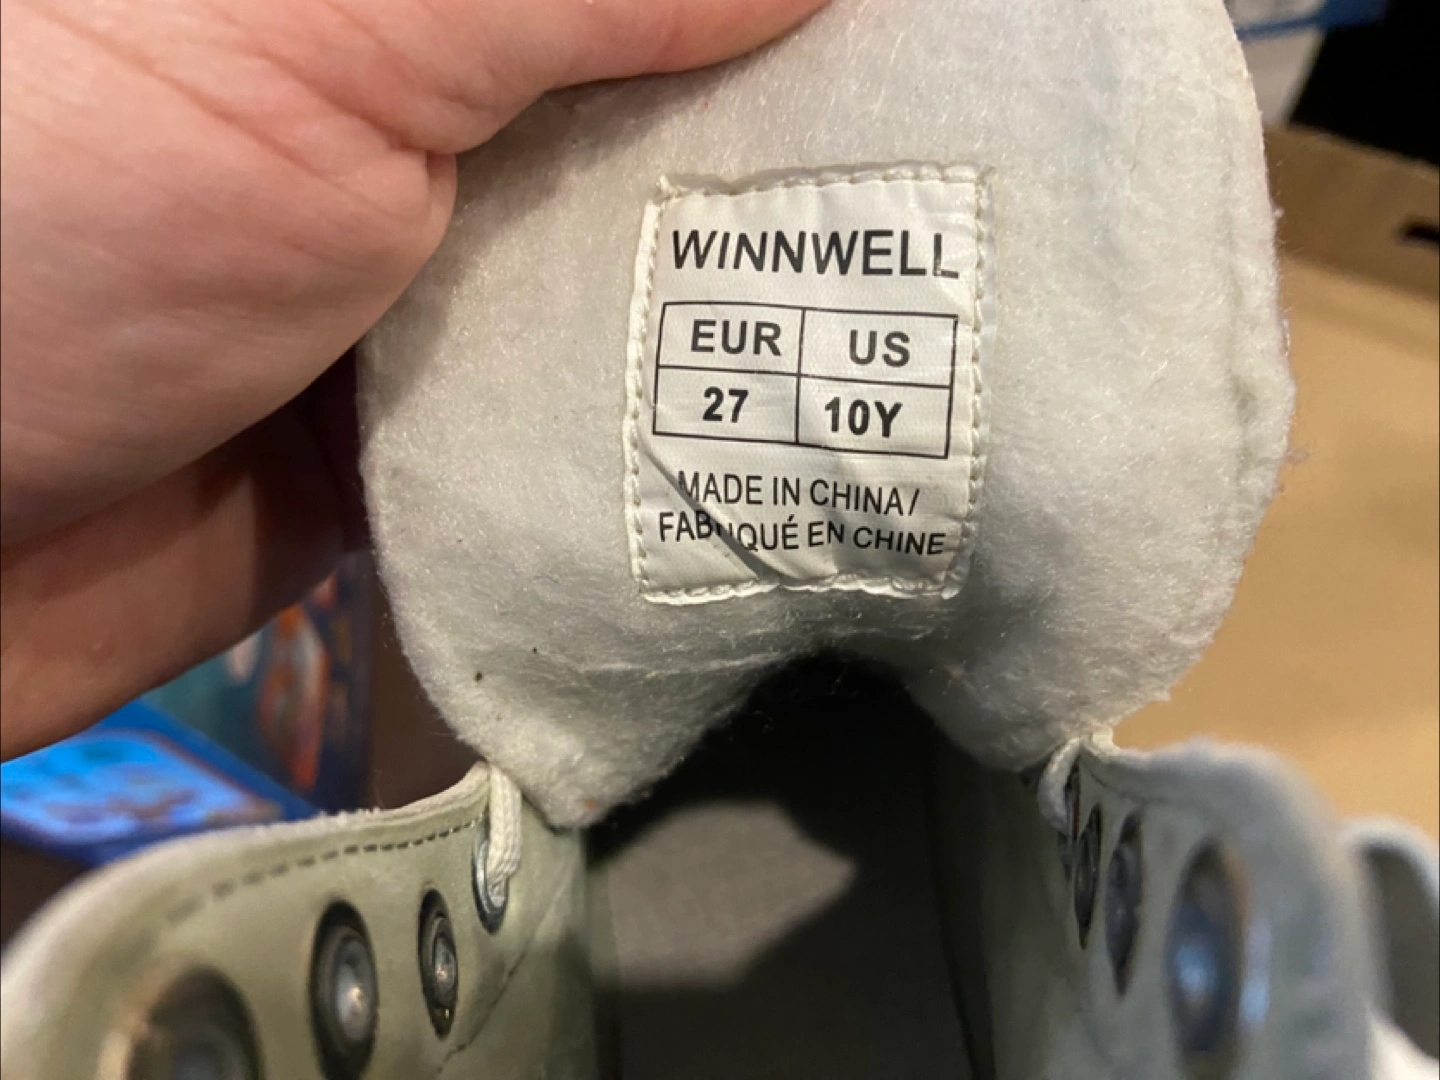 WINNWELL
EUR US
27 10Y
MADE IN CHINA/
FABRIQUÉ EN CHINE